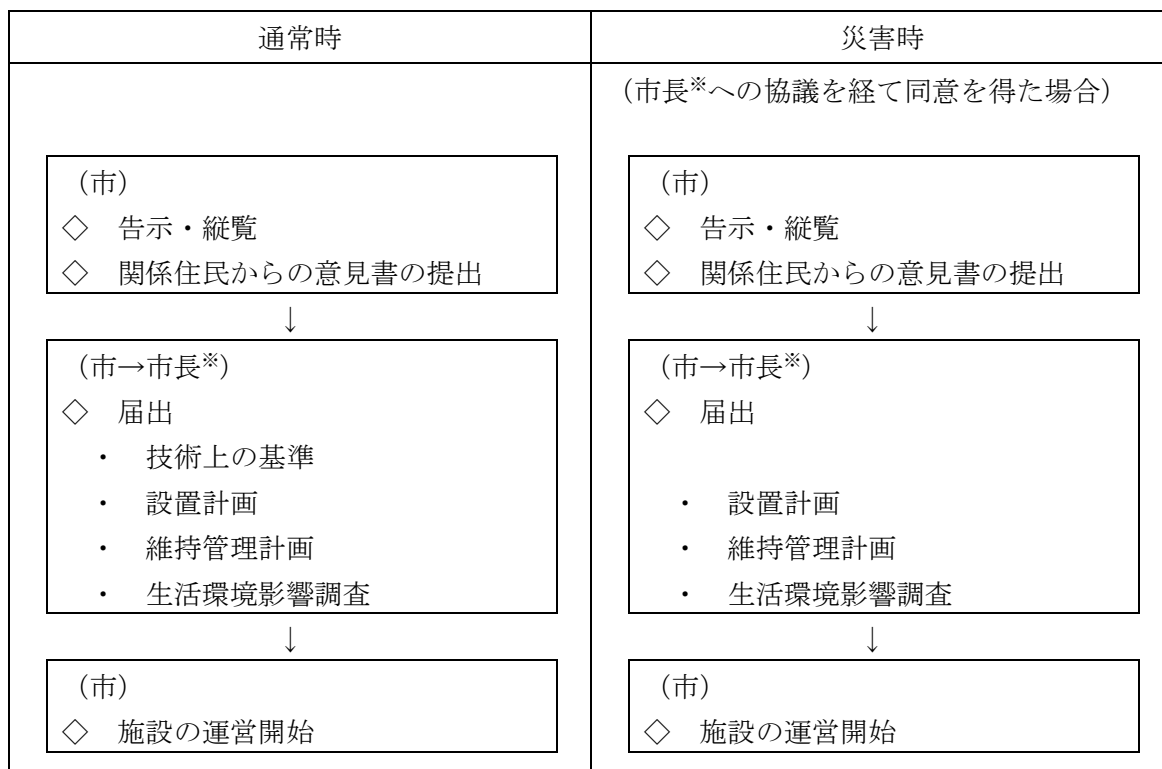 通常時
災害時
(市長※への協議を経て同意を得た場合)
(市)
◇ 告示・縦覧
◇ 関係住民からの意見書の提出
↓
(市→市長※)
◇ 届出
・ 技術上の基準
・ 設置計画
・ 維持管理計画
・ 生活環境影響調査
↓
(市)
◇ 施設の運営開始
(市)
◇ 告示・縦覧
◇ 関係住民からの意見書の提出
↓
(市→市長※)
◇ 届出
・ 設置計画
・ 維持管理計画
・ 生活環境影響調査
↓
(市)
◇ 施設の運営開始